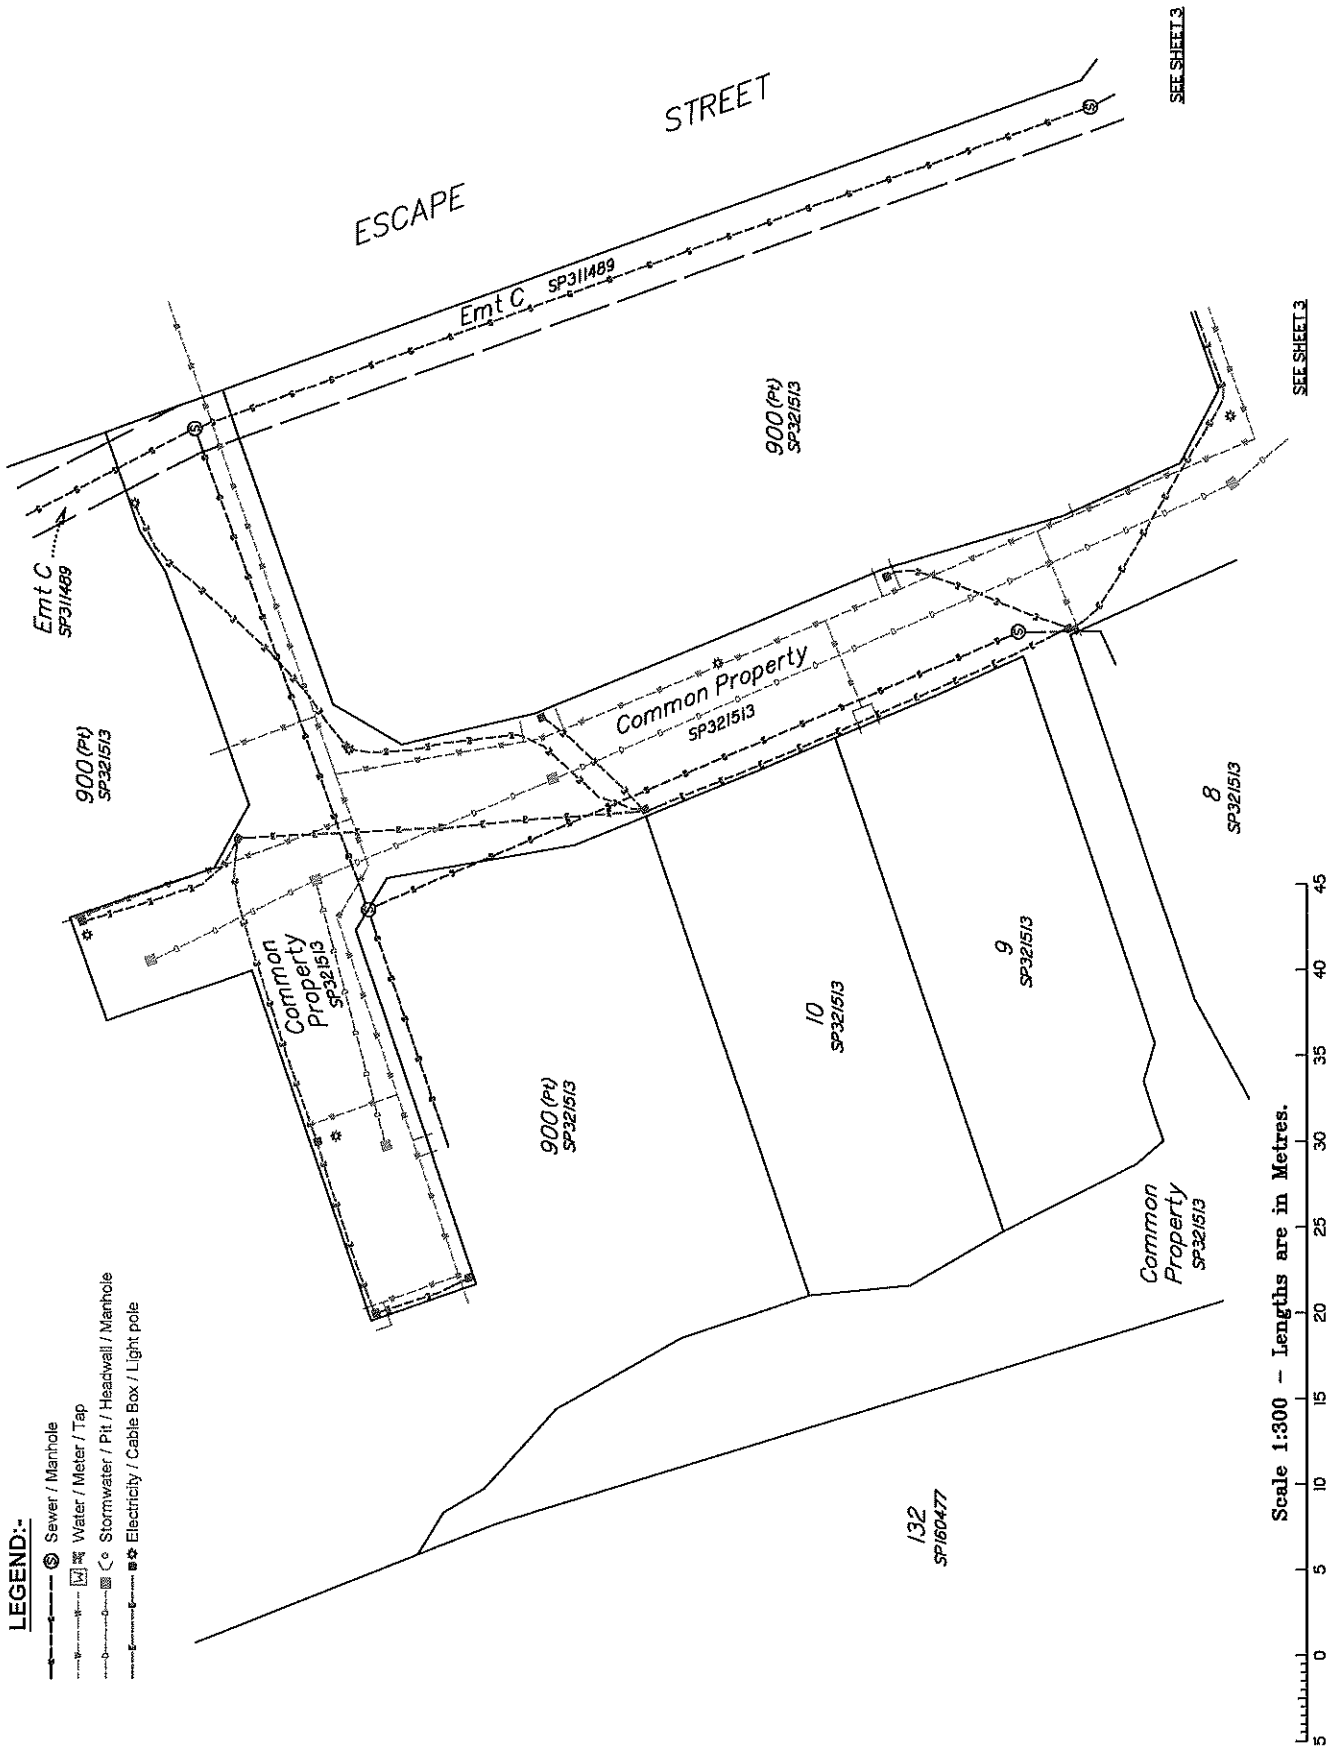 LEGEND:-
Sewer / Manhole
Water / Meter / Tap
Stormwater / Pit / Headwall / Manhole
Electricity / Cable Box / Light pole
ESCAPE STREET
SEE SHEET 3
Emt C SP311489
Emt C
SP311489
900 (Pt)
SP321513
900 (Pt)
SP321513
SEE SHEET 3
Common Property
SP321513
Common
Property
SP321513
900 (Pt)
SP321513
10
SP321513
9
SP321513
8
SP321513
Common
Property
SP321513
132
SP160477
Scale 1:300 - Lengths are in Metres.
5 0 5 10 15 20 25 30 35 40 45